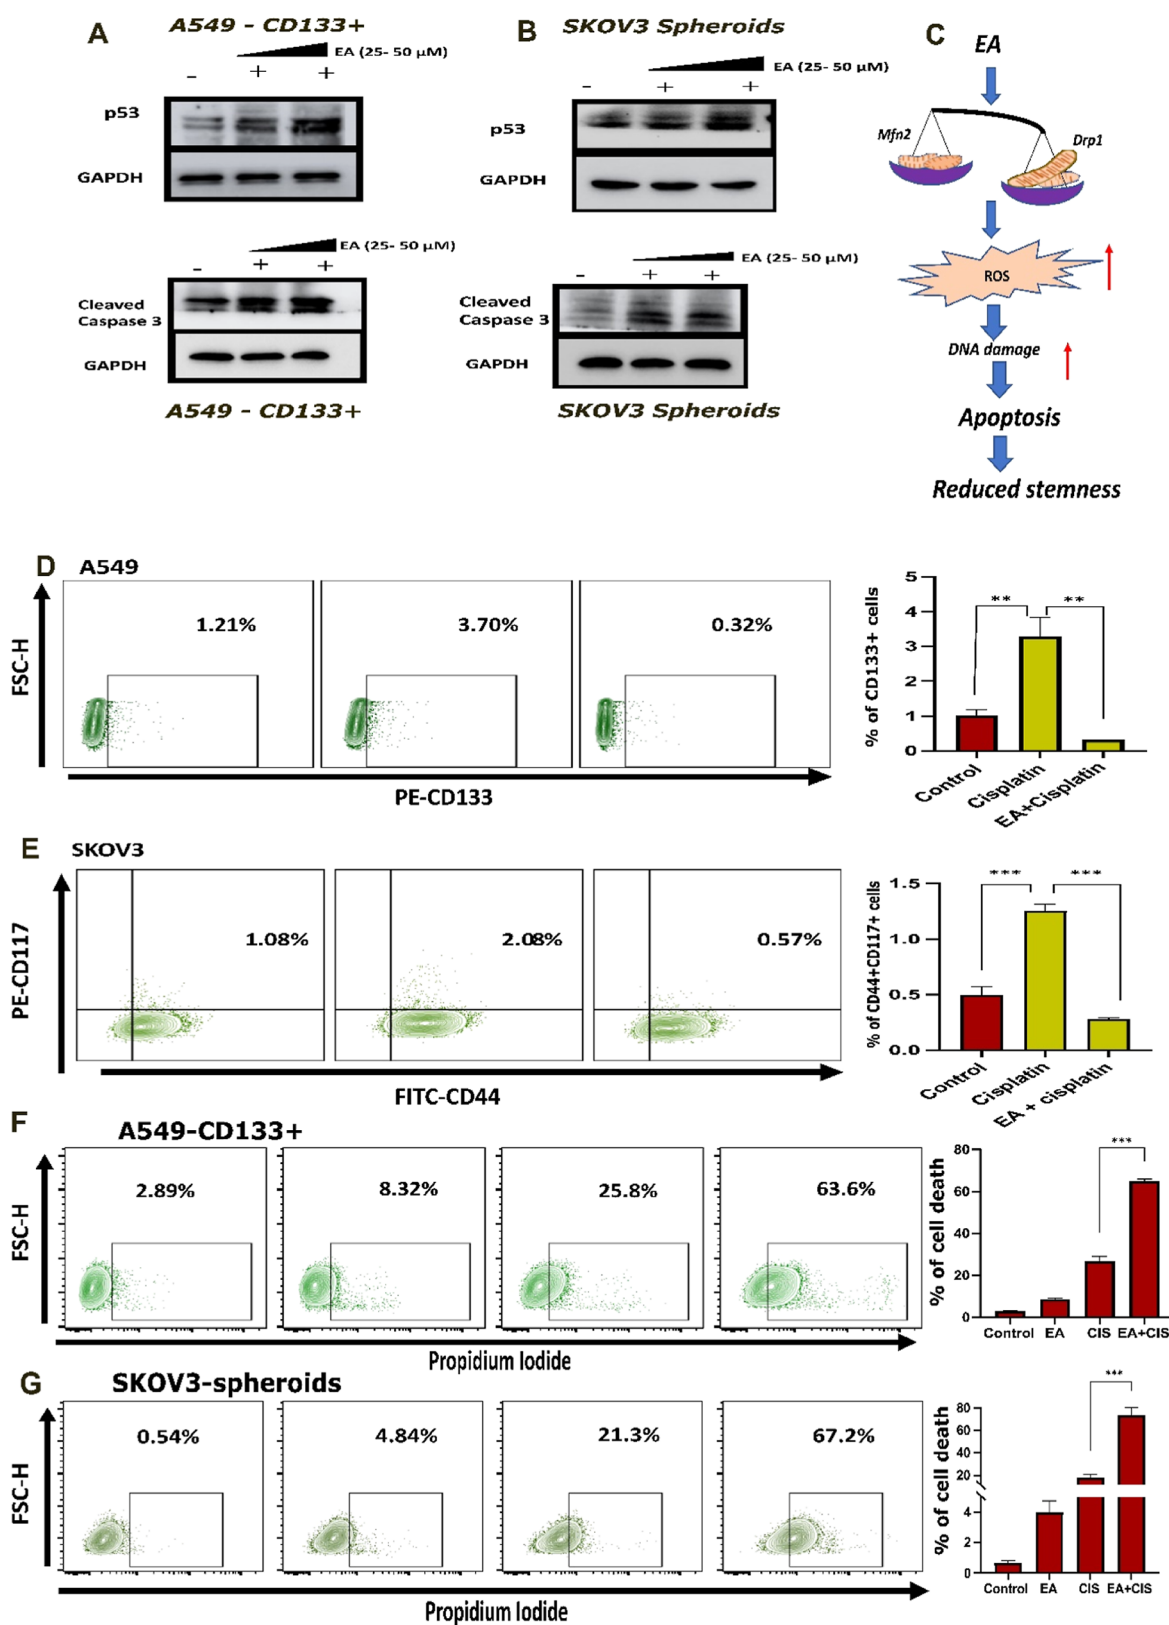 A
A549 - CD133+
EA (25- 50 µM)
- + +
p53
GAPDH
EA (25- 50 µM)
- + +
Cleaved
Caspase 3
GAPDH
A549 - CD133+
B
SKOV3 Spheroids
EA (25- 50 µM)
- + +
p53
GAPDH
EA (25- 50 µM)
- + +
Cleaved
Caspase 3
GAPDH
SKOV3 Spheroids
C
EA
Mfn2
Drp1
ROS
DNA damage
Apoptosis
Reduced stemness
D
A549
FSC-H
1.21%
3.70%
0.32%
PE-CD133
% of CD133+ cells
5
4
3
2
1
0
** **
Control
Cisplatin
EA+Cisplatin
E
SKOV3
PE-CD117
1.08%
2.08%
0.57%
FITC-CD44
% of CD44+CD117+ cells
1.5
1.0
0.5
0.0
*** ***
Control
Cisplatin
EA + cisplatin
F
A549-CD133+
FSC-H
2.89%
8.32%
25.8%
63.6%
Propidium Iodide
% of cell death
80
60
40
20
0
***
Control EA CIS EA+CIS
G
SKOV3-spheroids
FSC-H
0.54%
4.84%
21.3%
67.2%
Propidium Iodide
% of cell death
80
60
40
20
4
2
0
***
Control EA CIS EA+CIS